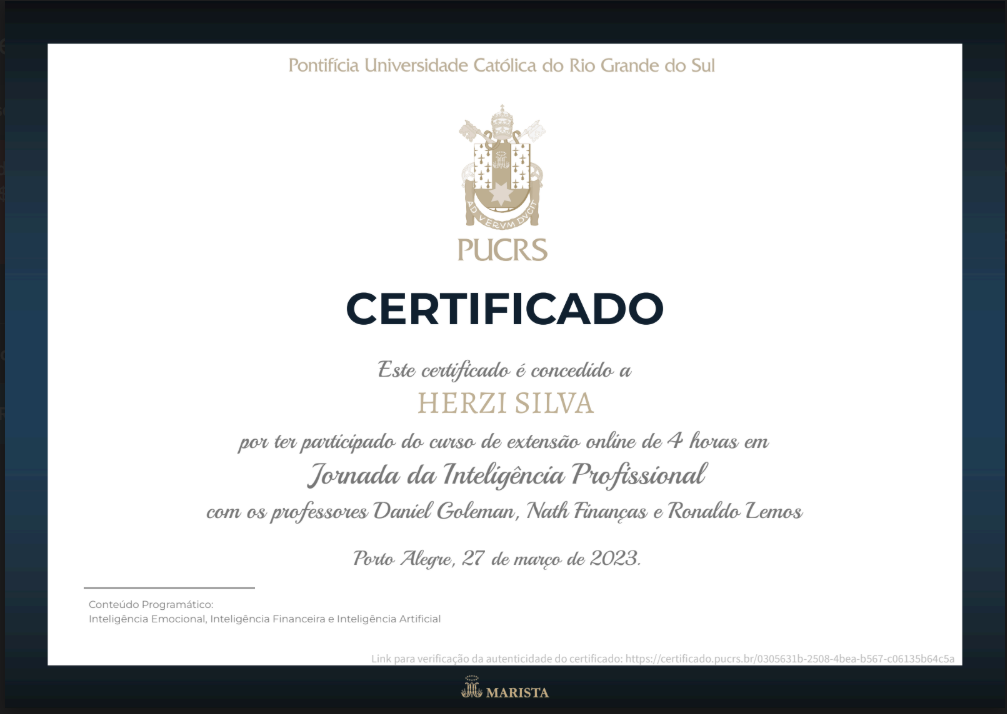 Pontifícia Universidade Católica do Rio Grande do Sul
AD VERVM DVCIT
PUCRS
CERTIFICADO
Este certificado é concedido a
HERZI SILVA
por ter participado do curso de extensão online de 4 horas em
Jornada da Inteligência Profissional
com os professores Daniel Goleman, Nath Finanças e Ronaldo Lemos
Porto Alegre, 27 de março de 2023.
Conteúdo Programático:
Inteligência Emocional, Inteligência Financeira e Inteligência Artificial
Link para verificação da autenticidade do certificado: https://certificado.pucrs.br/0305631b-2508-4bea-b567-c06135b64c5a
MARISTA